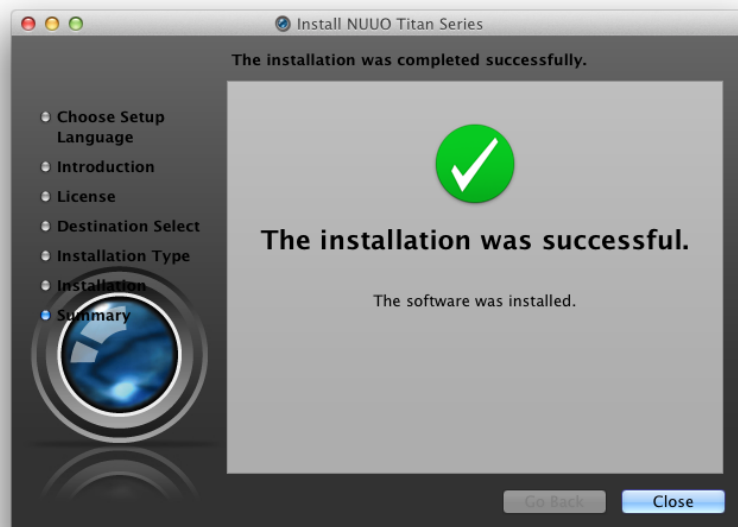 Install NUUO Titan Series
The installation was completed successfully.
Choose Setup
Language
Introduction
License
Destination Select
Installation Type
Installation
Summary
The installation was successful.
The software was installed.
Go Back
Close